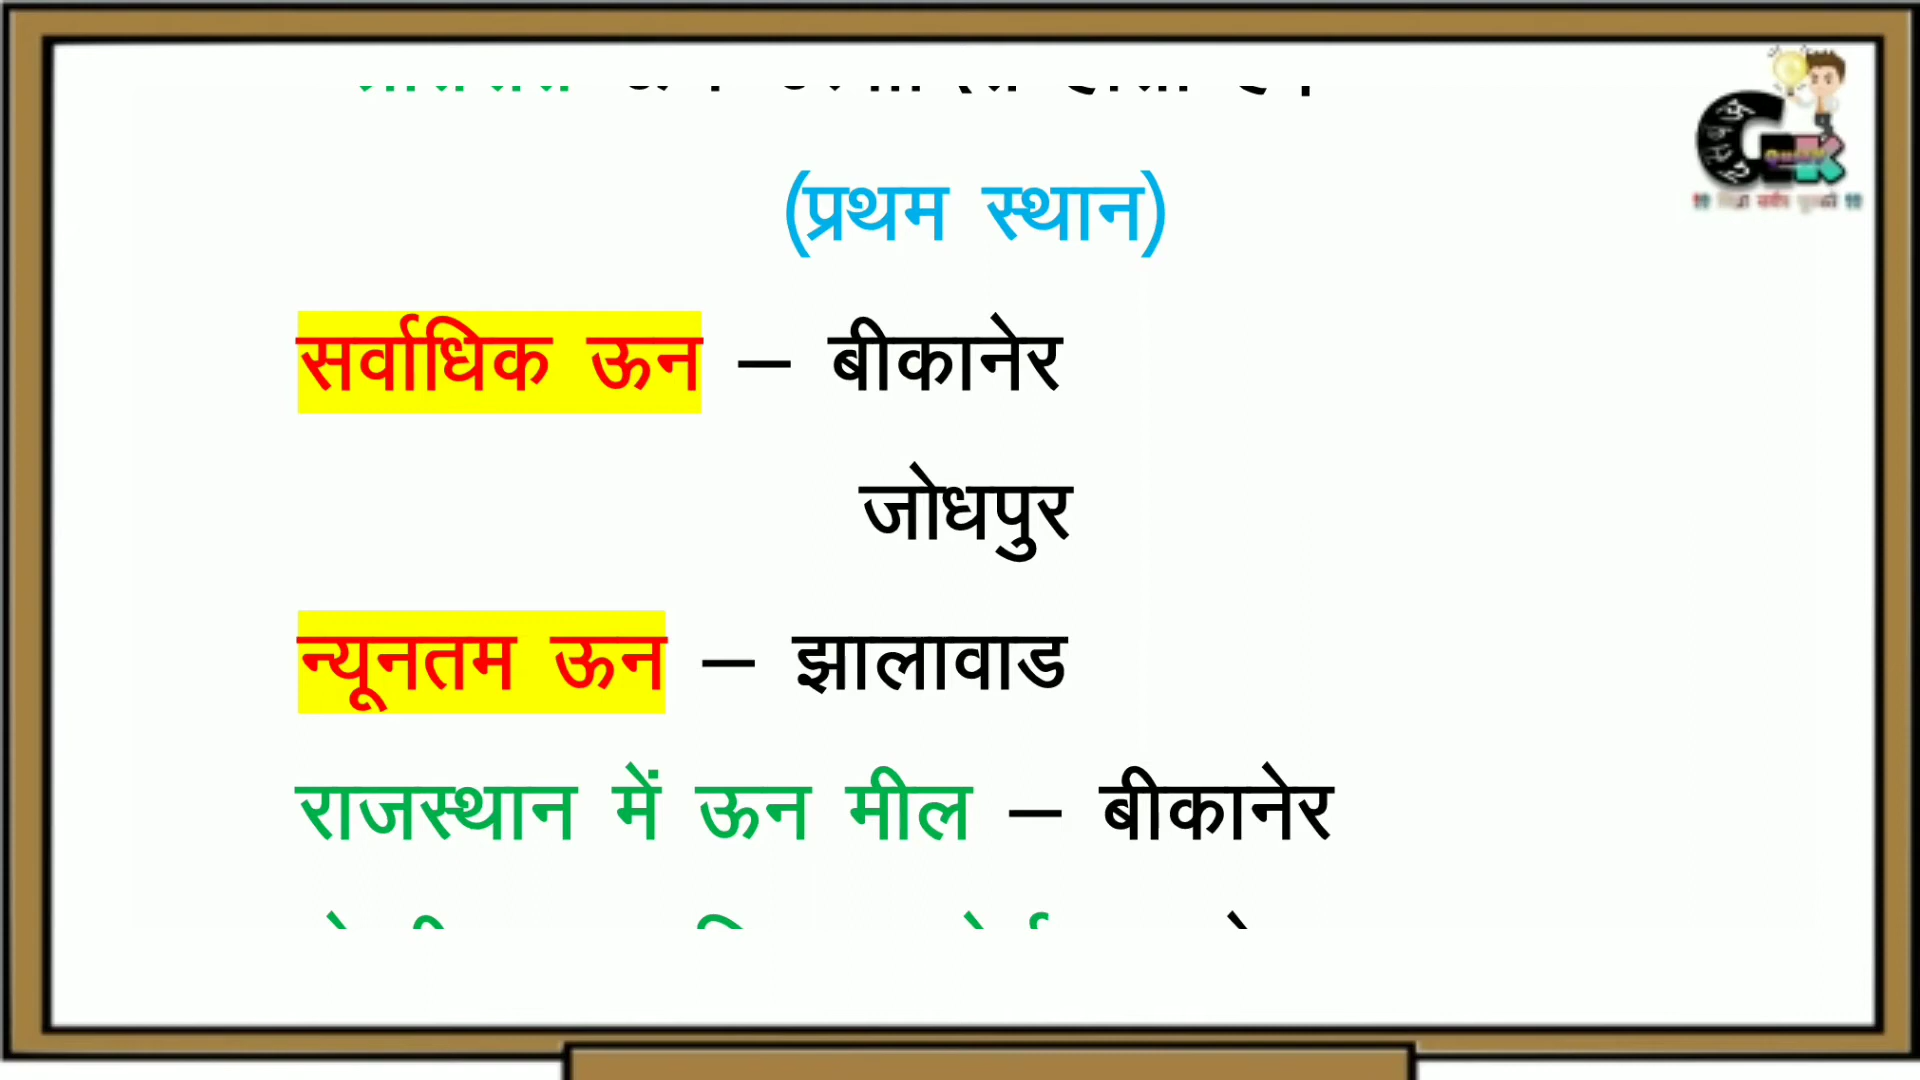 (प्रथम स्थान)
सर्वाधिक ऊन – बीकानेर
जोधपुर
न्यूनतम ऊन – झालावाड
राजस्थान में ऊन मील – बीकानेर